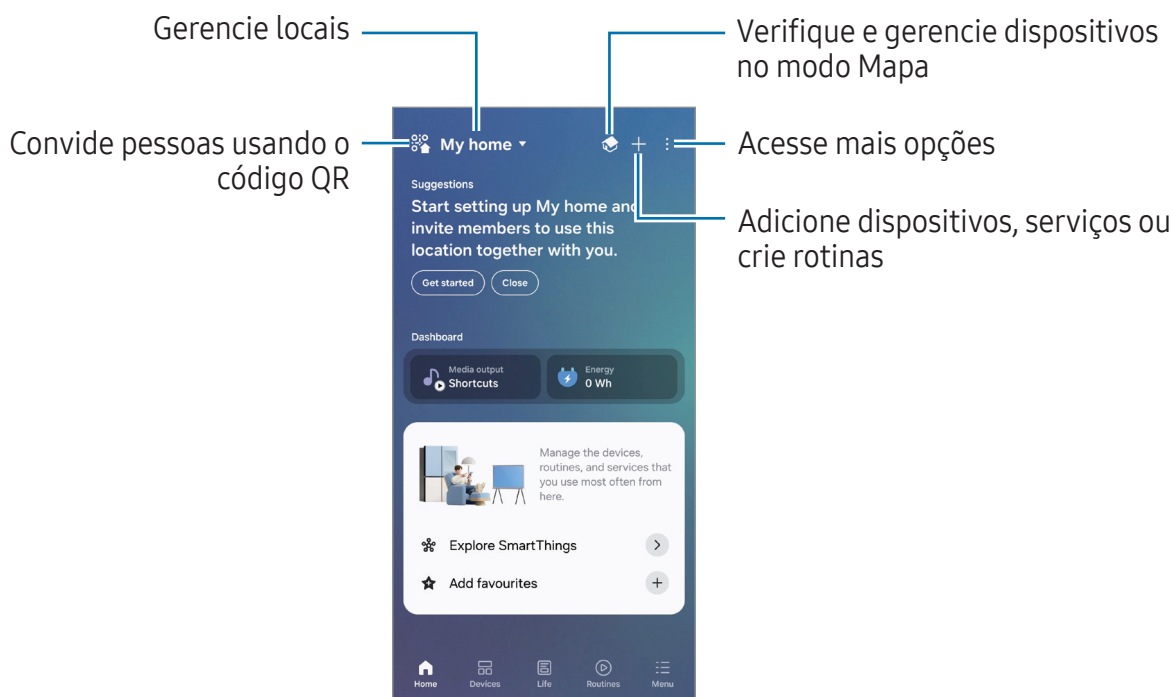 Gerencie locais
Verifique e gerencie dispositivos
no modo Mapa
Convide pessoas usando o
código QR
My home
Acesse mais opções
Adicione dispositivos, serviços ou
crie rotinas
Suggestions
Start setting up My home and
invite members to use this
location together with you.
Get started
Close
Dashboard
Media output
Shortcuts
Energy
0 Wh
Manage the devices,
routines, and services that
you use most often from
here.
Explore SmartThings
Add favourites
Home
Devices
Life
Routines
Menu